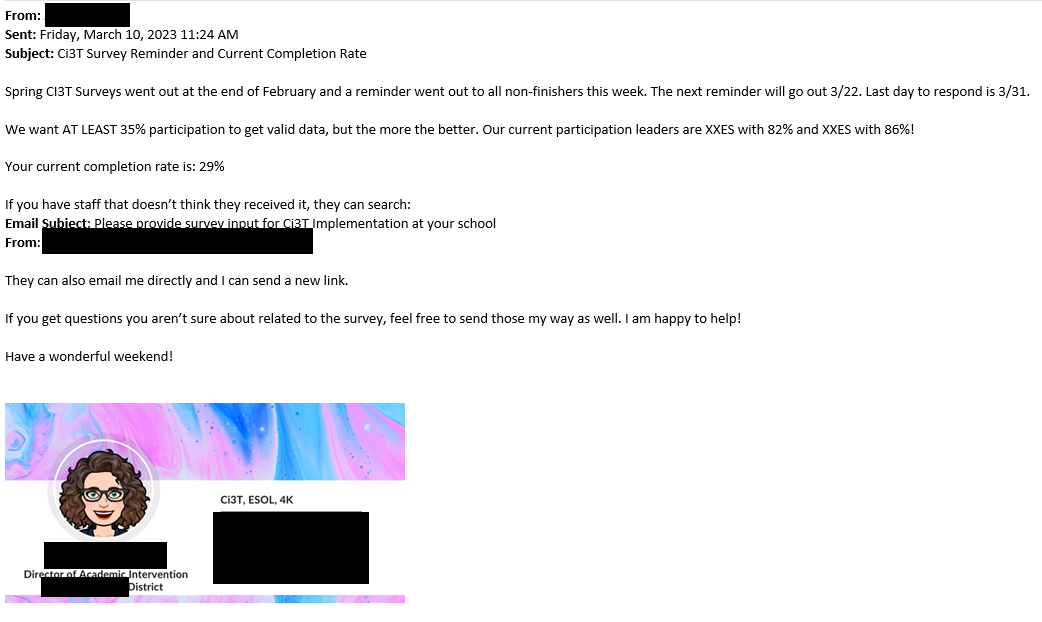 From:
Sent: Friday, March 10, 2023 11:24 AM
Subject: Ci3T Survey Reminder and Current Completion Rate
Spring CI3T Surveys went out at the end of February and a reminder went out to all non-finishers this week. The next reminder will go out 3/22. Last day to respond is 3/31.
We want AT LEAST 35% participation to get valid data, but the more the better. Our current participation leaders are XXES with 82% and XXES with 86%!
Your current completion rate is: 29%
If you have staff that doesn’t think they received it, they can search:
Email Subject: Please provide survey input for Ci3T Implementation at your school
From:
They can also email me directly and I can send a new link.
If you get questions you aren’t sure about related to the survey, feel free to send those my way as well. I am happy to help!
Have a wonderful weekend!
Ci3T, ESOL, 4K
Director of Academic Intervention
District